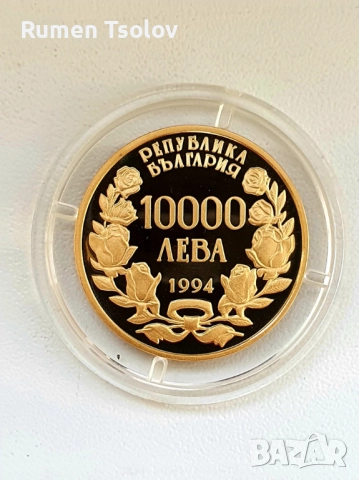 Rumen Tsolov
РЕПУБЛИКА
БЪЛГАРИЯ
10000
ЛЕВА
1994
BAZAR